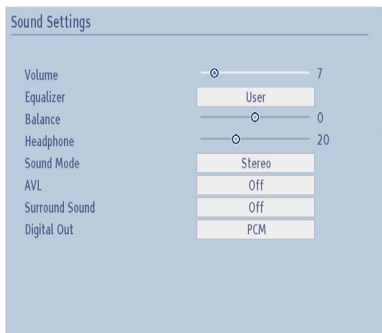 Sound Settings
Volume 7
Equalizer User
Balance 0
Headphone 20
Sound Mode Stereo
AVL Off
Surround Sound Off
Digital Out PCM